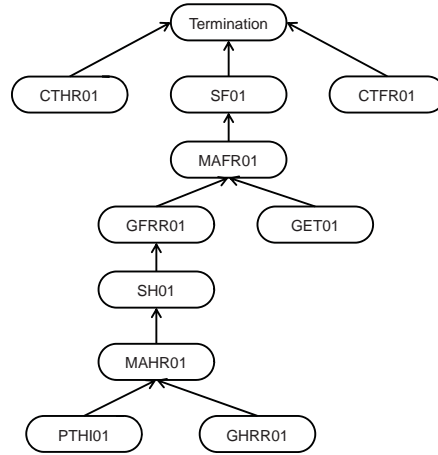 Termination
CTHR01
SF01
CTFR01
MAFR01
GFRR01
GET01
SH01
MAHR01
PTHI01
GHRR01